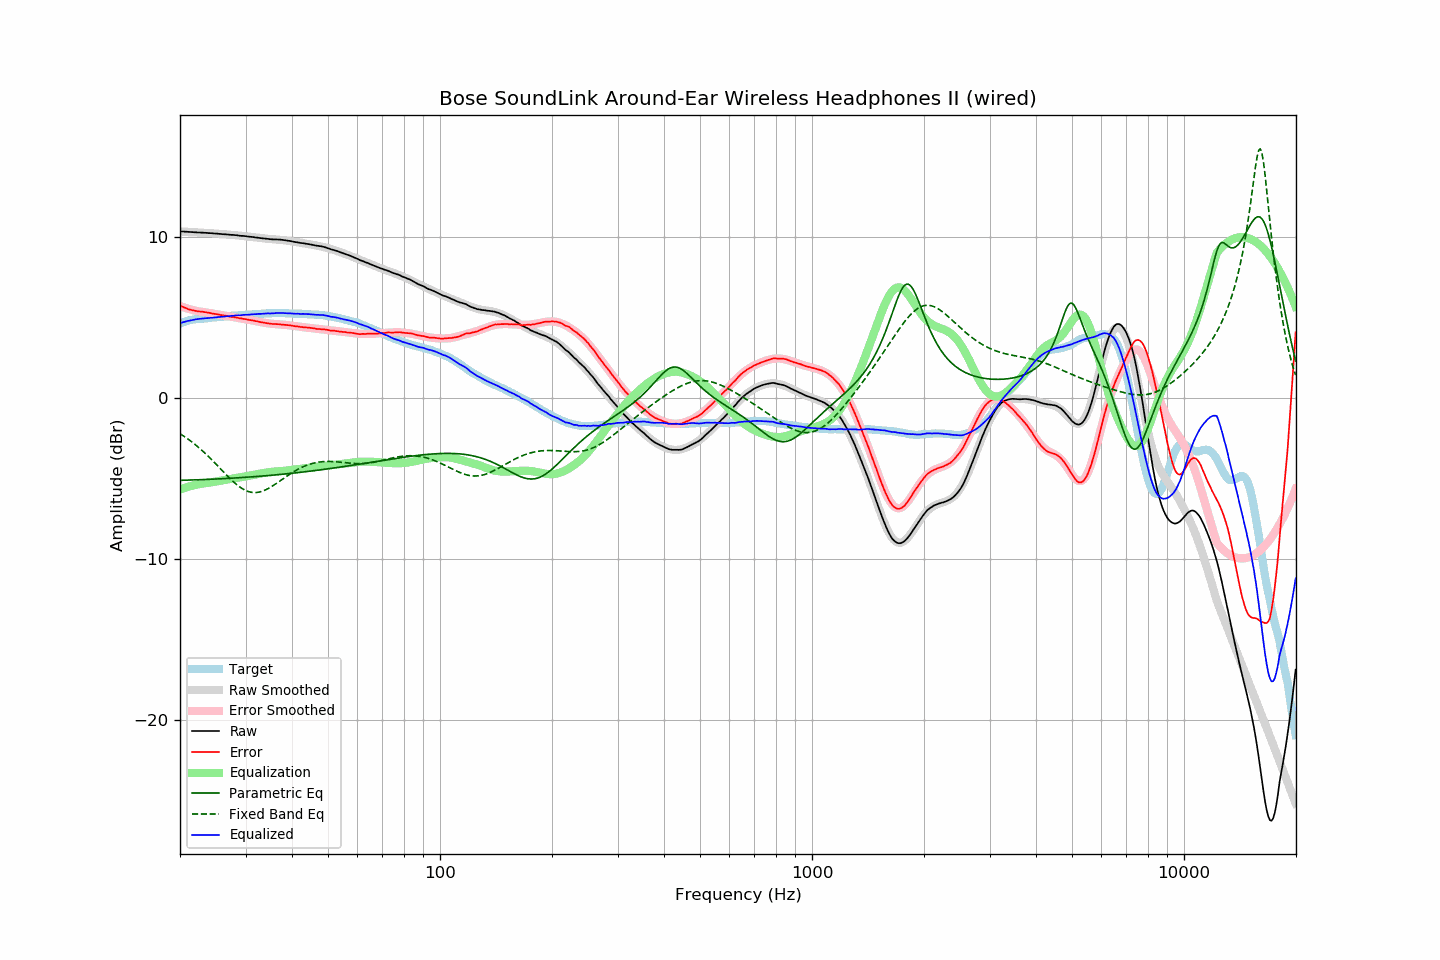 Bose SoundLink Around-Ear Wireless Headphones II (wired)
10
0
−10
−20
Amplitude (dBr)
Target
Raw Smoothed
Error Smoothed
Raw
Error
Equalization
Parametric Eq
Fixed Band Eq
Equalized
100
1000
10000
Frequency (Hz)